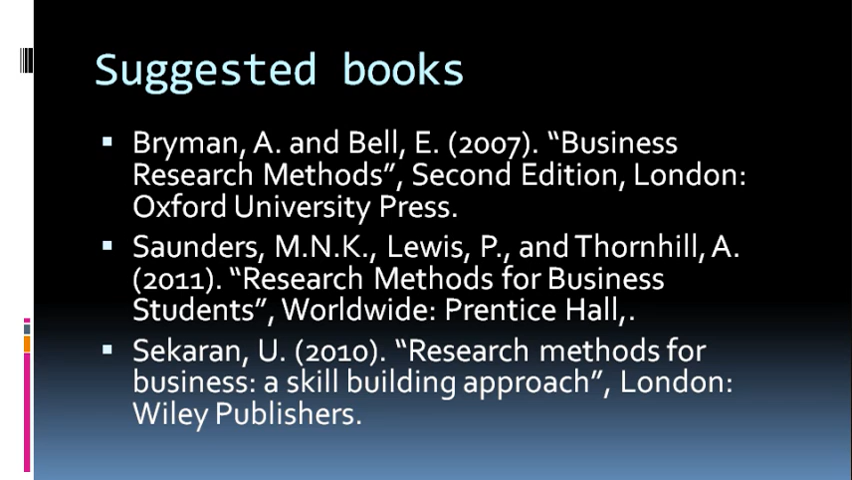 Suggested books
Bryman, A. and Bell, E. (2007). “Business
Research Methods”, Second Edition, London:
Oxford University Press.
Saunders, M.N.K., Lewis, P., and Thornhill, A.
(2011). “Research Methods for Business
Students”, Worldwide: Prentice Hall,.
Sekaran, U. (2010). “Research methods for
business: a skill building approach”, London:
Wiley Publishers.